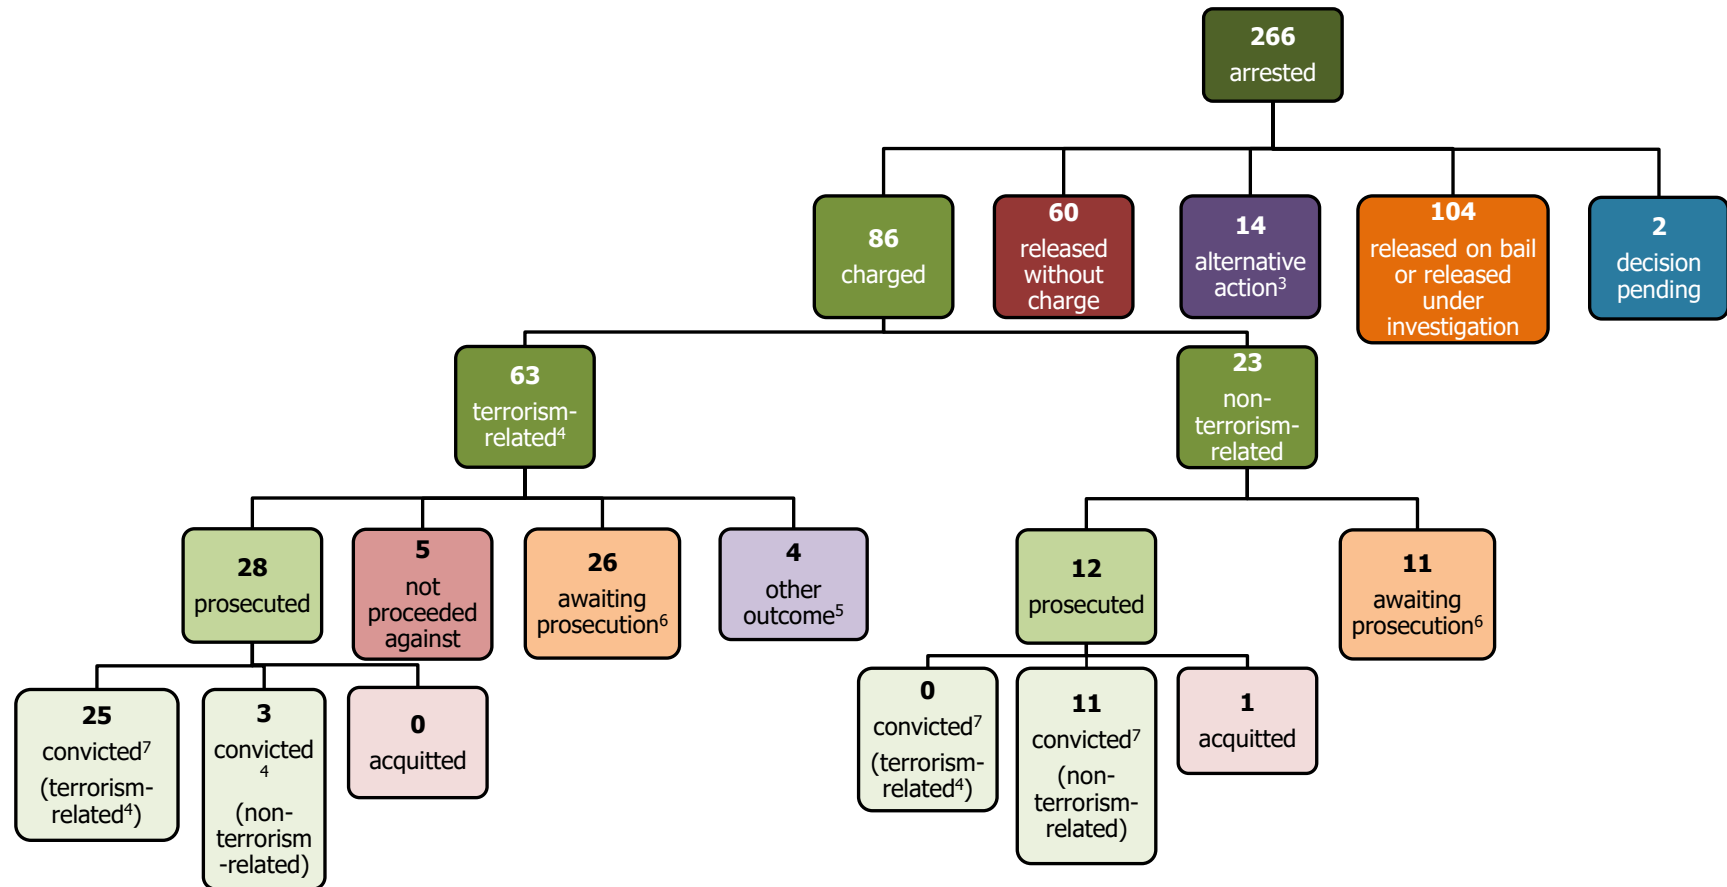 266
arrested
86
charged
60
released
without
charge
14
alternative
action³
104
released on bail
or released
under
investigation
2
decision
pending
63
terrorism-
related⁴
23
non-
terrorism-
related
28
prosecuted
5
not
proceeded
against
26
awaiting
prosecution⁶
4
other
outcome⁵
12
prosecuted
11
awaiting
prosecution⁶
25
convicted⁷
(terrorism-
related⁴)
3
convicted
4
(non-
terrorism
-related)
0
acquitted
0
convicted⁷
(terrorism-
related⁴)
11
convicted⁷
(non-
terrorism-
related)
1
acquitted